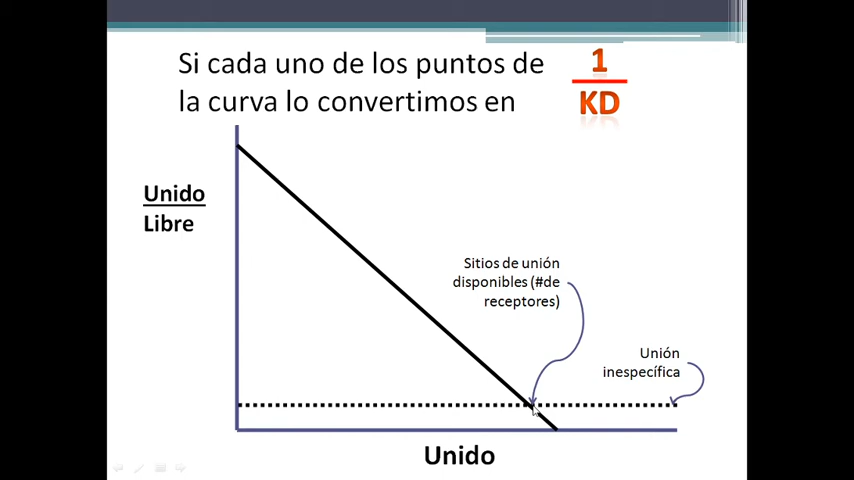 Si cada uno de los puntos de
la curva lo convertimos en
1
KD
Unido
Libre
Sitios de unión
disponibles (#de
receptores)
Unión
inespecífica
Unido